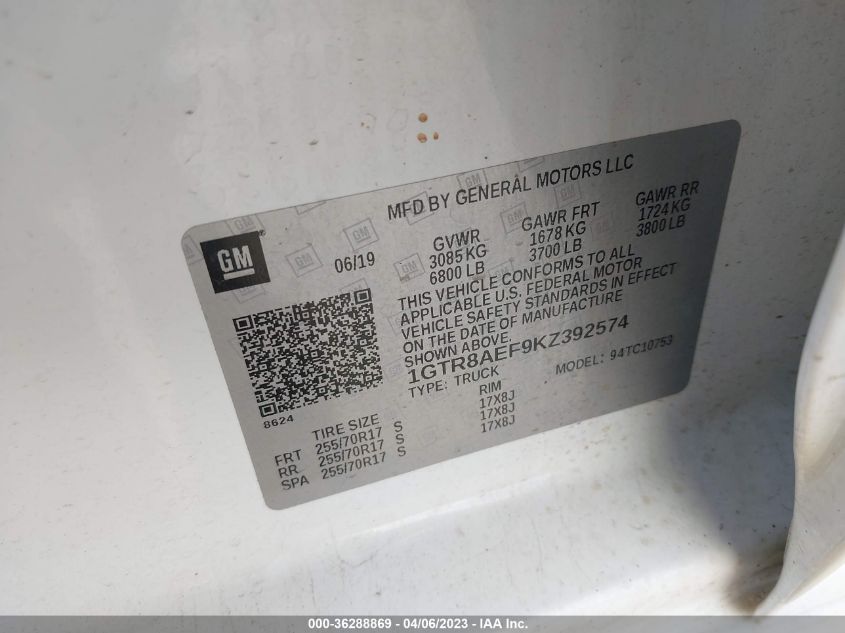 MFD BY GENERAL MOTORS LLC
GM
06/19
GVWR GAWR FRT GAWR RR
3085 KG 1678 KG 1724 KG
6800 LB 3700 LB 3800 LB
THIS VEHICLE CONFORMS TO ALL
APPLICABLE U.S. FEDERAL MOTOR
VEHICLE SAFETY STANDARDS IN EFFECT
ON THE DATE OF MANUFACTURE
SHOWN ABOVE.
1GTR8AEF9KZ392574
TYPE: TRUCK MODEL: 94TC10753
8624
TIRE SIZE RIM
FRT 255/70R17 S 17X8J
RR 255/70R17 S 17X8J
SPA 255/70R17 S 17X8J
000-36288869 - 04/06/2023 - IAA Inc.